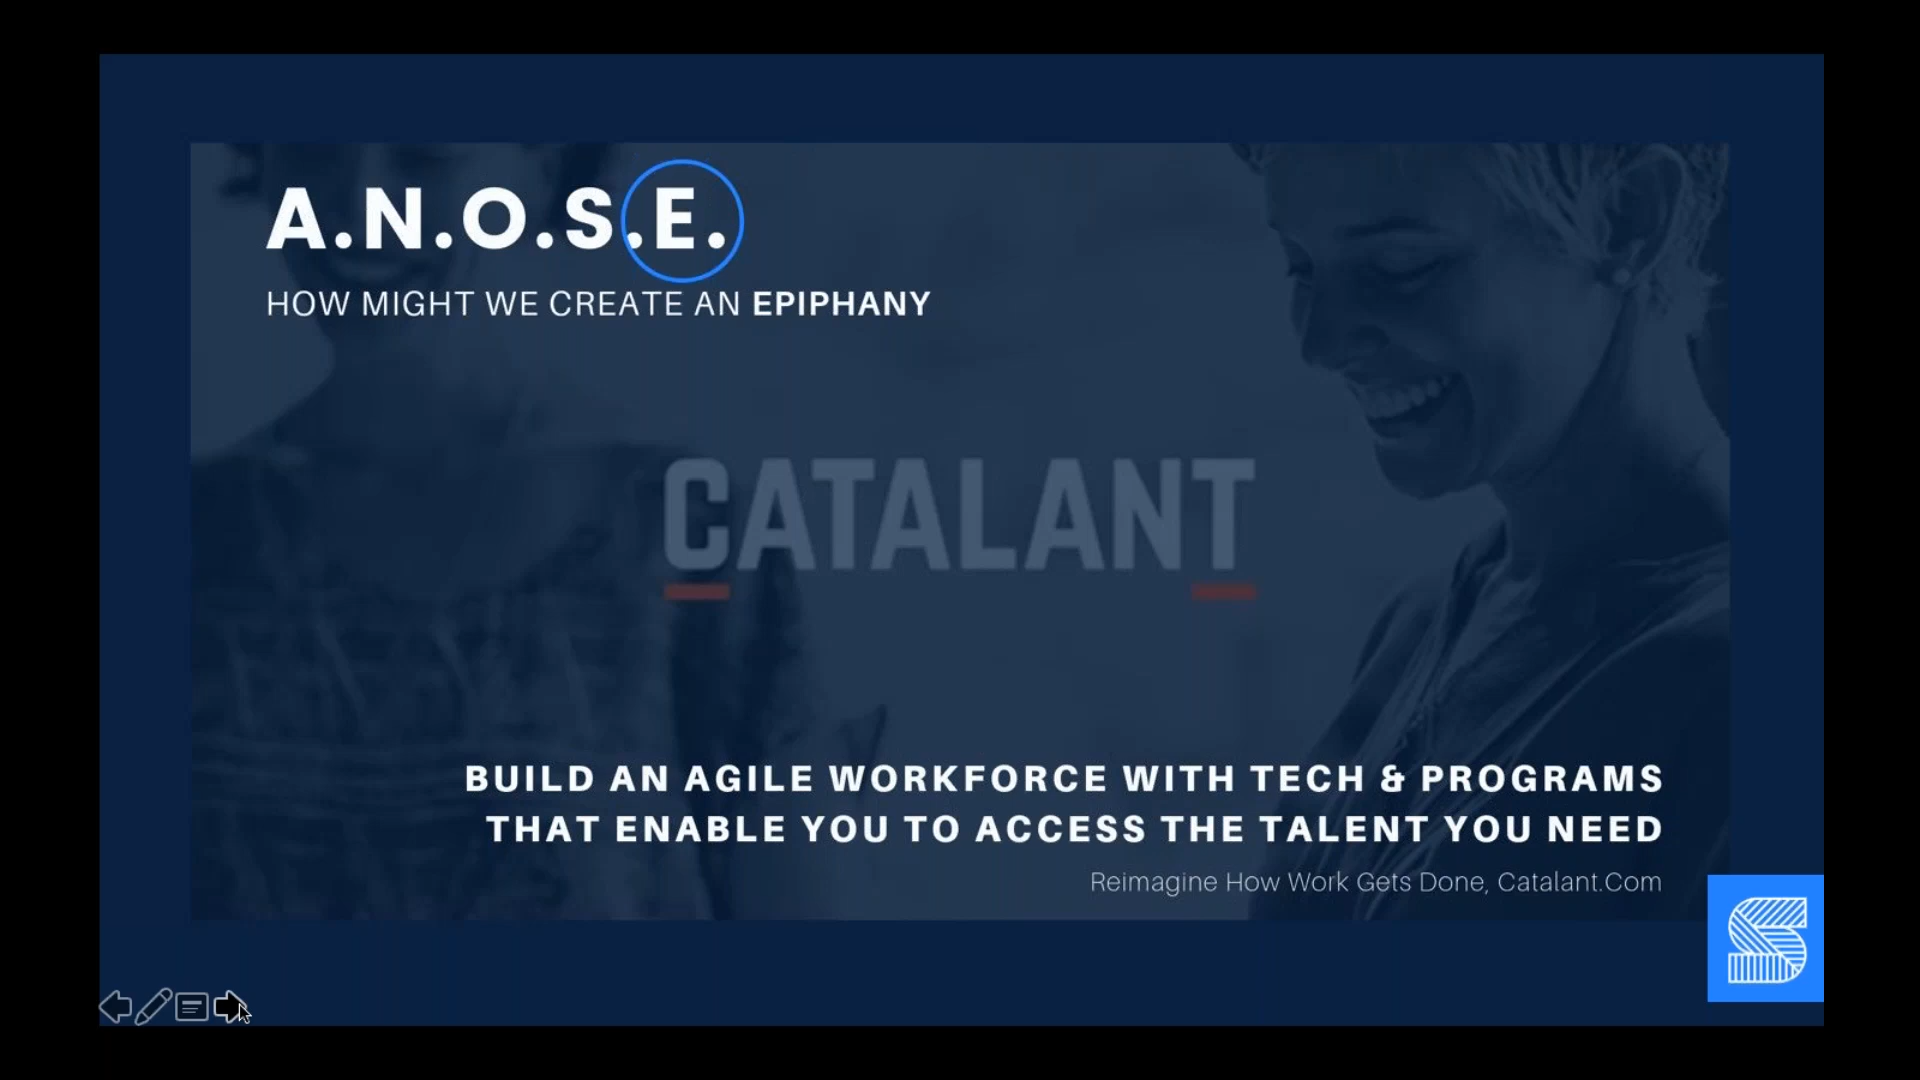 A.N.O.S.E.
HOW MIGHT WE CREATE AN EPIPHANY
CATALANT
BUILD AN AGILE WORKFORCE WITH TECH & PROGRAMS
THAT ENABLE YOU TO ACCESS THE TALENT YOU NEED
Reimagine How Work Gets Done, Catalant.Com
S